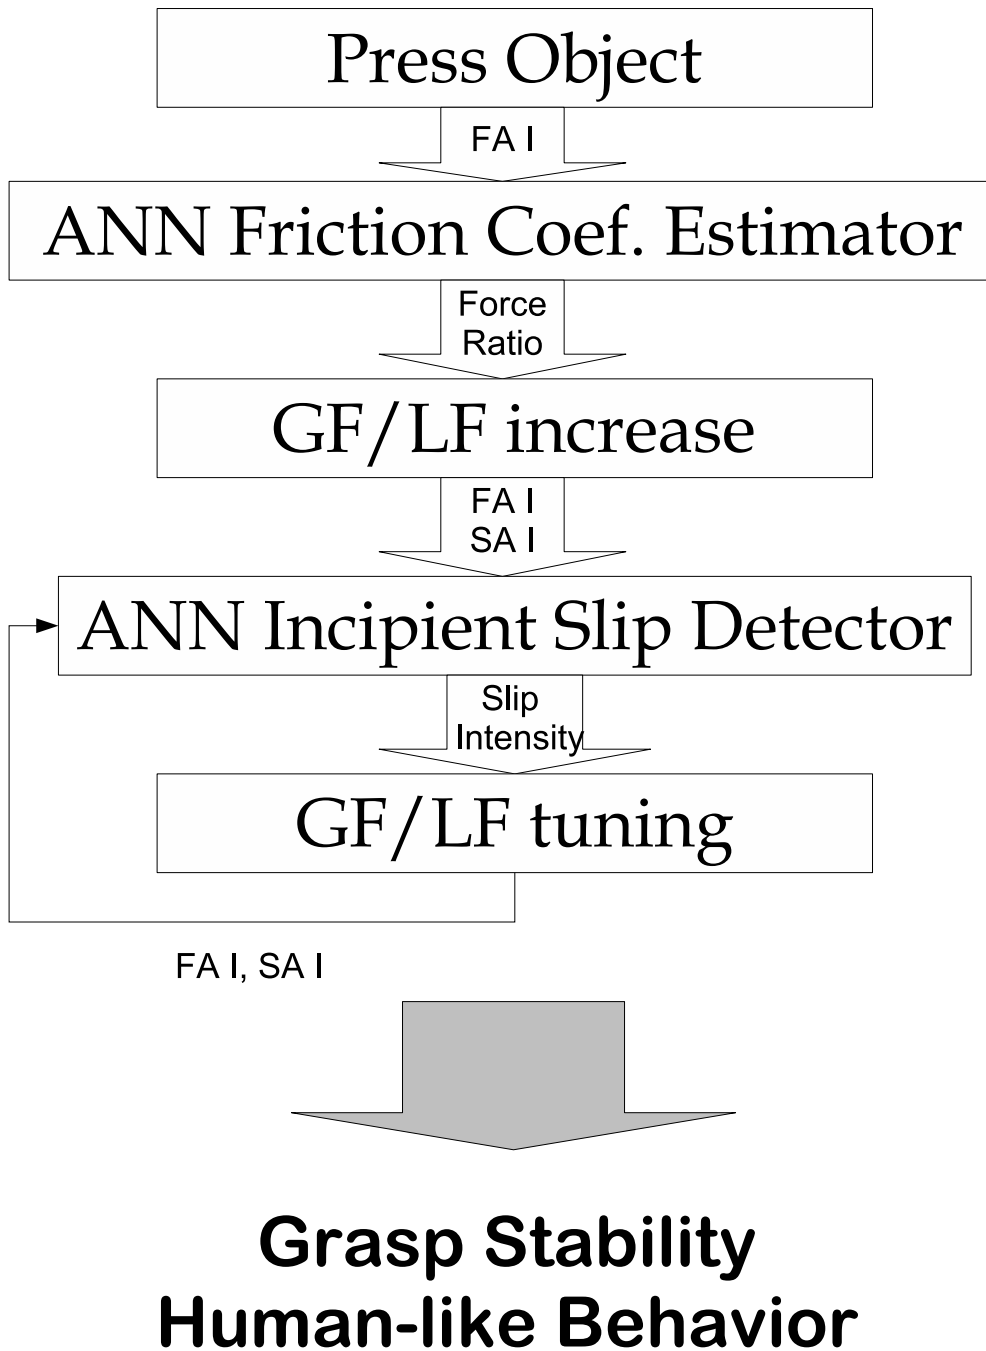 Press Object
FA I
ANN Friction Coef. Estimator
Force
Ratio
GF/LF increase
FA I
SA I
ANN Incipient Slip Detector
Slip
Intensity
GF/LF tuning
FA I, SA I
Grasp Stability
Human-like Behavior